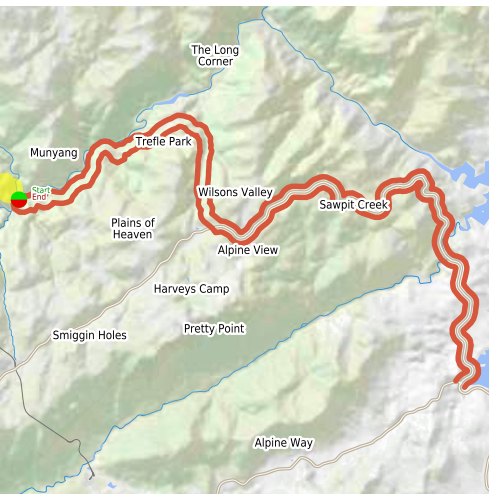 The Long
Corner
Trefle Park
Munyang
Start
End
Wilsons Valley
Sawpit Creek
Plains of
Heaven
Alpine View
Harveys Camp
Pretty Point
Smiggin Holes
Alpine Way